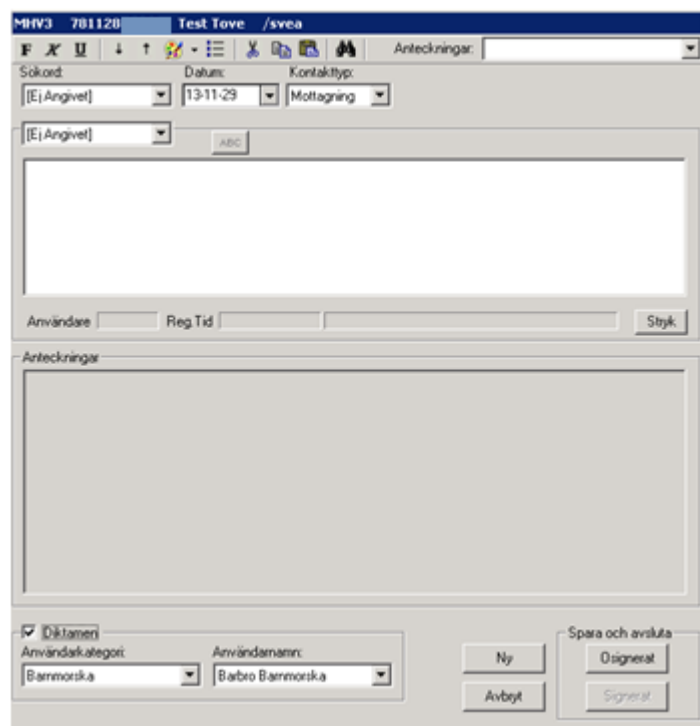 MHV3 781128 Test Tove /svea
F K U Anteckningar:
Sökord: Datum: Kontakttyp:
[Ej Angivet] 13-11-29 Mottagning
[Ej Angivet] ABC
Användare Reg.Tid Stryk
Anteckningar
Diktamen Spara och avsluta
Användarkategori: Användarnamn: Ny Osignerat
Barnmorska Barbro Barnmorska
Avbryt Signerat